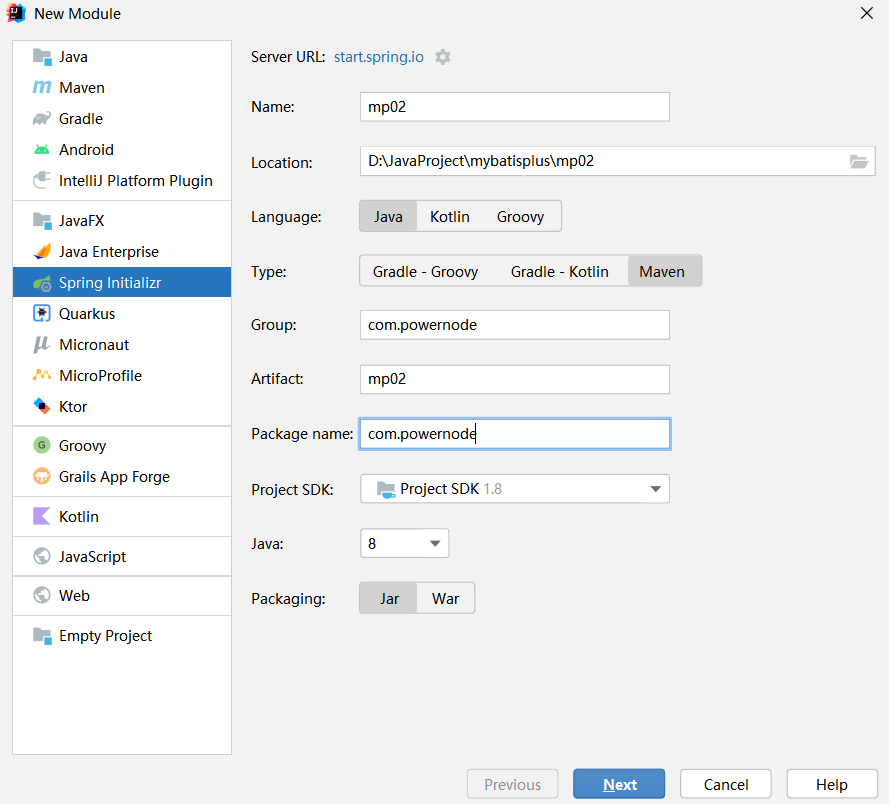 New Module
Java
Maven
Gradle
Android
IntelliJ Platform Plugin
JavaFX
Java Enterprise
Spring Initializr
Quarkus
Micronaut
MicroProfile
Ktor
Groovy
Grails App Forge
Kotlin
JavaScript
Web
Empty Project
Server URL: start.spring.io
Name: mp02
Location: D:\JavaProject\mybatisplus\mp02
Language: Java Kotlin Groovy
Type: Gradle - Groovy Gradle - Kotlin Maven
Group: com.powernode
Artifact: mp02
Package name: com.powernode
Project SDK: Project SDK 1.8
Java: 8
Packaging: Jar War
Previous Next Cancel Help